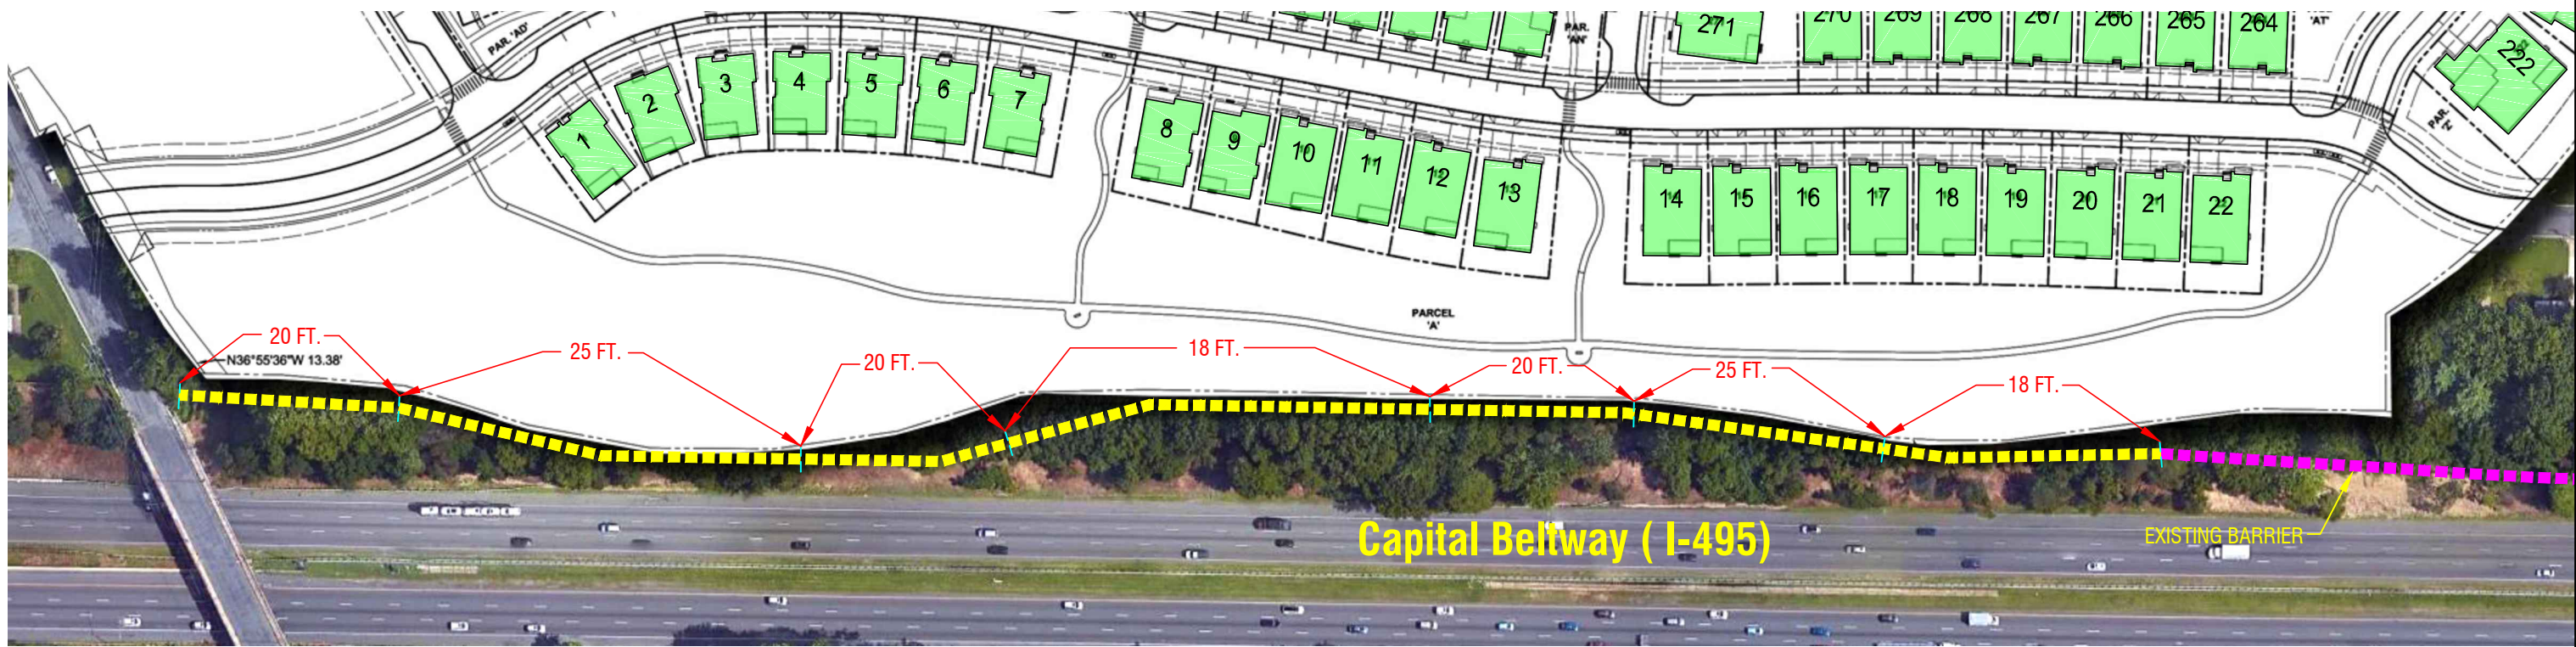 PAR. 'AD'
PAR.
'AN'
271
270
269
268
267
266
265
264
'AT'
222
PAR.
'Z'
1
2
3
4
5
6
7
8
9
10
11
12
13
14
15
16
17
18
19
20
21
22
PARCEL
'A'
20 FT.
N36°55'36"W 13.38'
25 FT.
20 FT.
18 FT.
20 FT.
25 FT.
18 FT.
Capital Beltway ( I-495)
EXISTING BARRIER